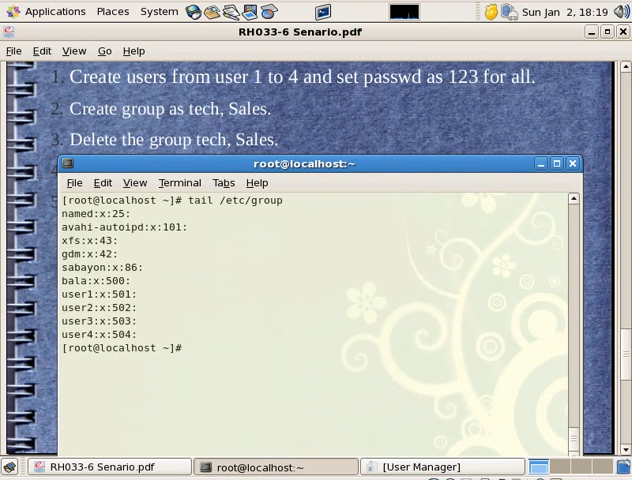 Applications Places System
Sun Jan 2, 18:19
RH033-6 Senario.pdf
File Edit View Go Help
1. Create users from user 1 to 4 and set passwd as 123 for all.
2. Create group as tech, Sales.
3. Delete the group tech, Sales.
root@localhost:~
File Edit View Terminal Tabs Help
[root@localhost ~]# tail /etc/group
named:x:25:
avahi-autoipd:x:101:
xfs:x:43:
gdm:x:42:
sabayon:x:86:
bala:x:500:
user1:x:501:
user2:x:502:
user3:x:503:
user4:x:504:
[root@localhost ~]#
RH033-6 Senario.pdf
root@localhost:~
[User Manager]